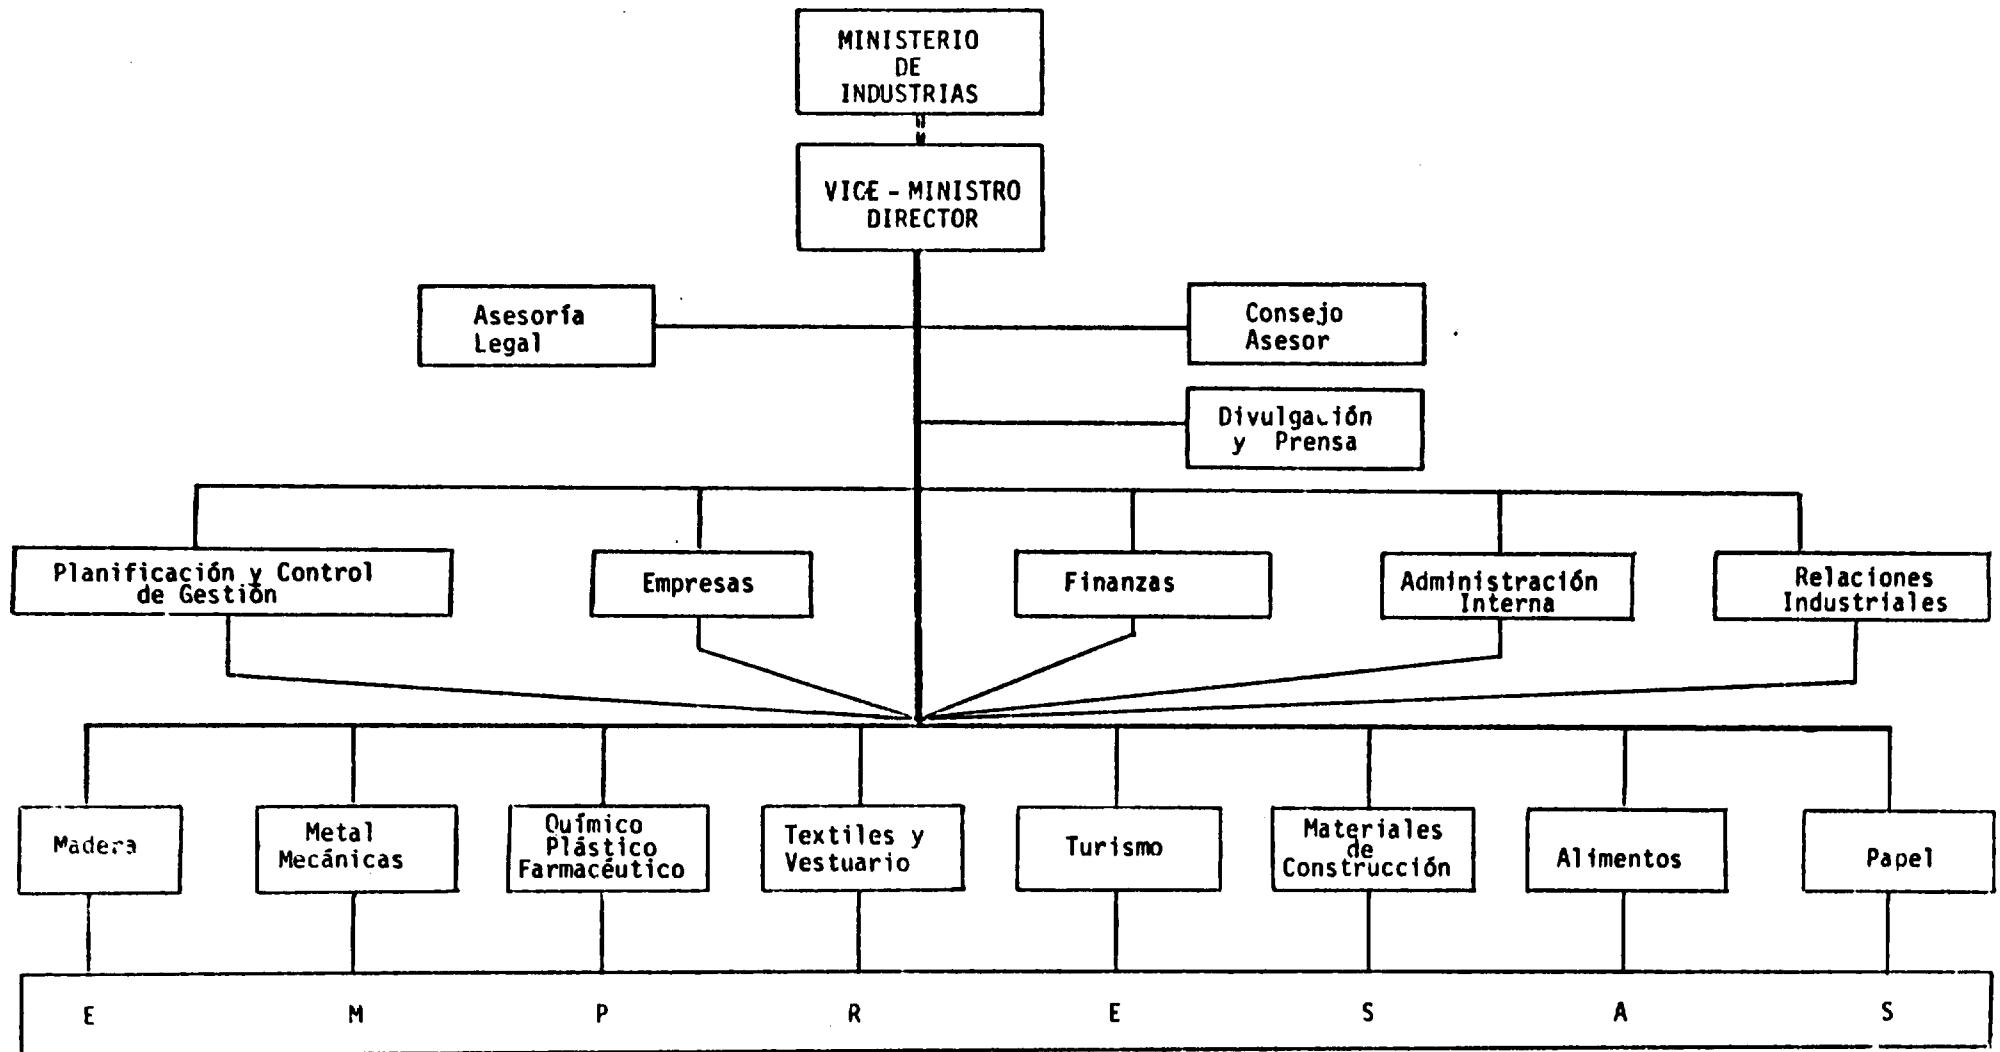 MINISTERIO
DE
INDUSTRIAS
VICE - MINISTRO
DIRECTOR
Asesoría
Legal
Consejo
Asesor
Divulgación
y Prensa
Planificación y Control
de Gestión
Empresas
Finanzas
Administración
Interna
Relaciones
Industriales
Madera
Metal
Mecánicas
Químico
Plástico
Farmacéutico
Textiles y
Vestuario
Turismo
Materiales
de
Construcción
Alimentos
Papel
E M P R E S A S